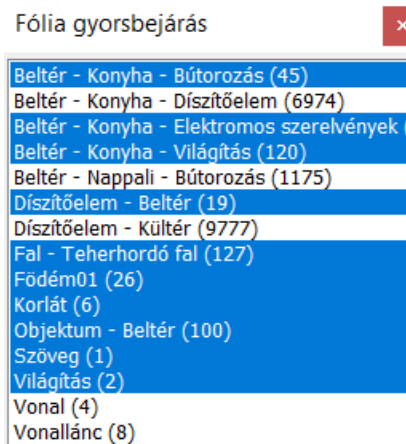 Fólia gyorsbejárás
Beltér - Konyha - Bútorozás (45)
Beltér - Konyha - Díszítőelem (6974)
Beltér - Konyha - Elektromos szerelvények (
Beltér - Konyha - Világítás (120)
Beltér - Nappali - Bútorozás (1175)
Díszítőelem - Beltér (19)
Díszítőelem - Kültér (9777)
Fal - Teherhordó fal (127)
Födém01 (26)
Korlát (6)
Objektum - Beltér (100)
Szöveg (1)
Világítás (2)
Vonal (4)
Vonallánc (8)